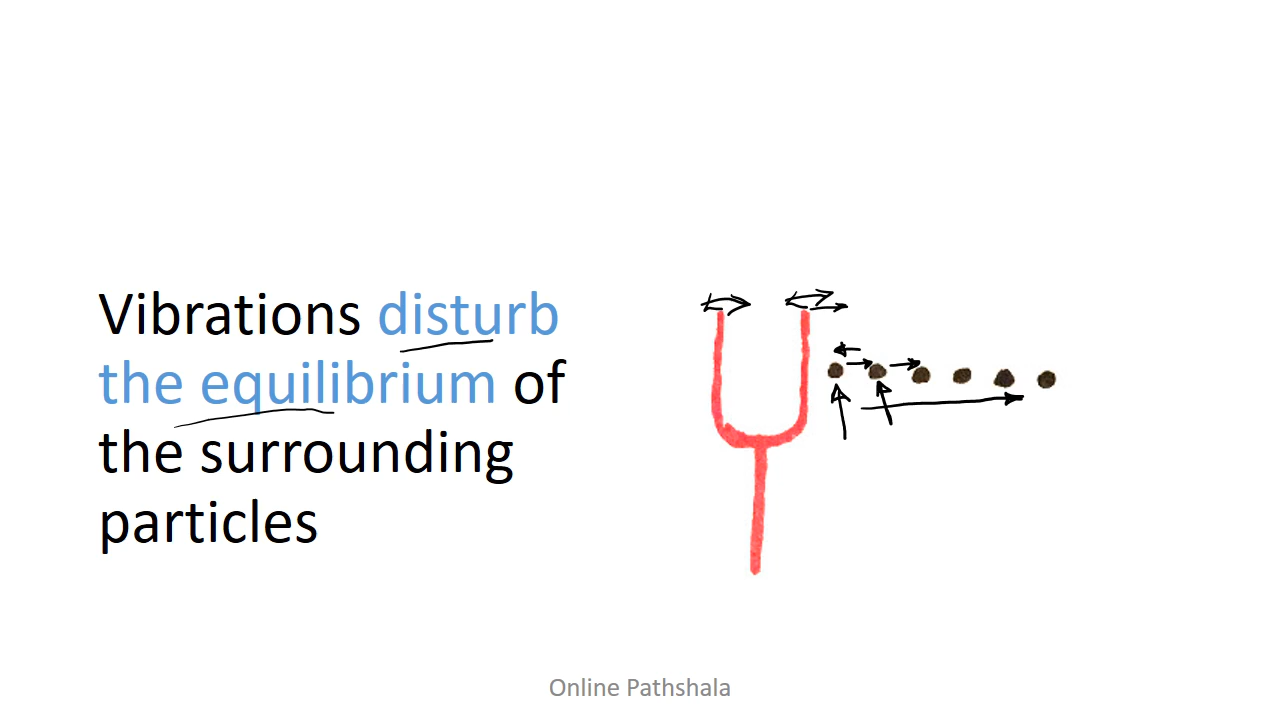 Vibrations disturb
the equilibrium of
the surrounding
particles
Online Pathshala